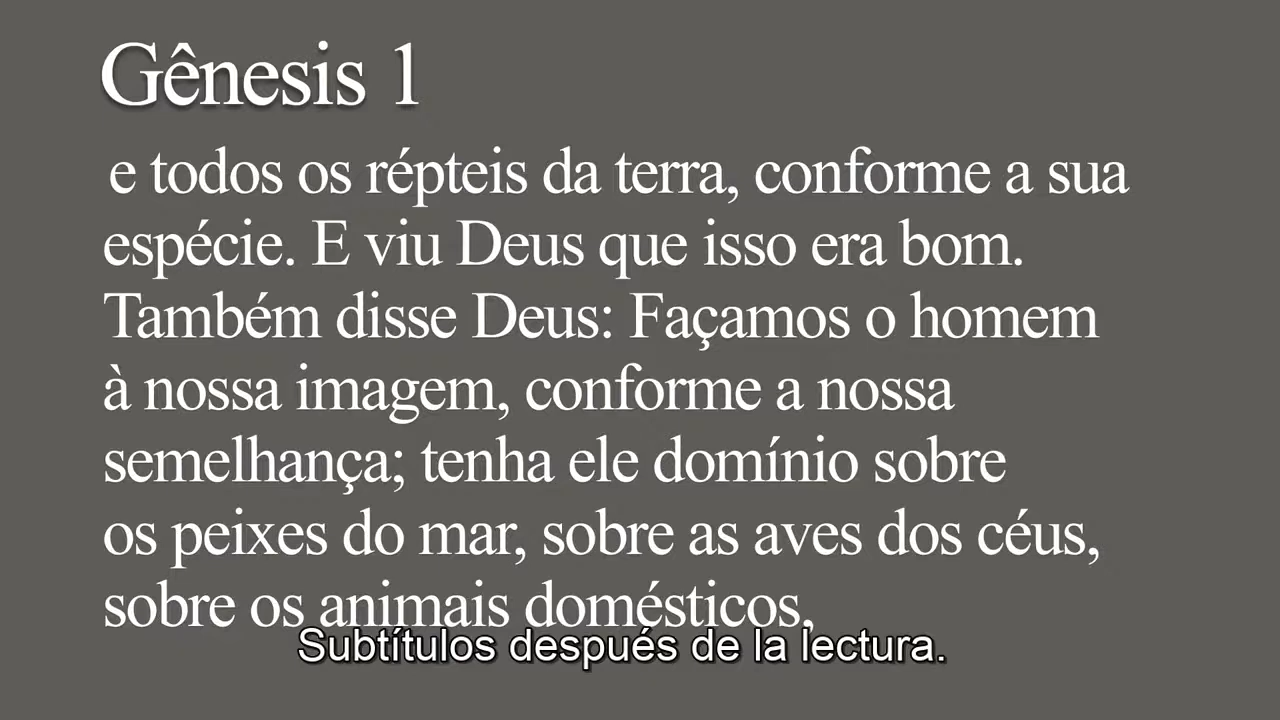 Gênesis 1
e todos os répteis da terra, conforme a sua
espécie. E viu Deus que isso era bom.
Também disse Deus: Façamos o homem
à nossa imagem, conforme a nossa
semelhança; tenha ele domínio sobre
os peixes do mar, sobre as aves dos céus,
sobre os animais domésticos,
Subtítulos después de la lectura.